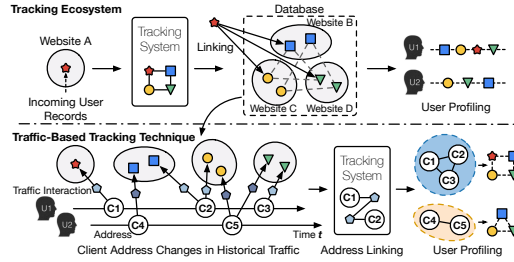 Tracking Ecosystem
Database
Website A
Tracking
System
Website B
Linking
U1
U2
Incoming User
Records
Website C
Website D
User Profiling
Traffic-Based Tracking Technique
Tracking
System
Traffic Interaction
U1
U2
C1
C2
C3
C4
C5
Address
Time t
C1
C2
C1
C2
C3
C4
C5
Client Address Changes in Historical Traffic
Address Linking
User Profiling